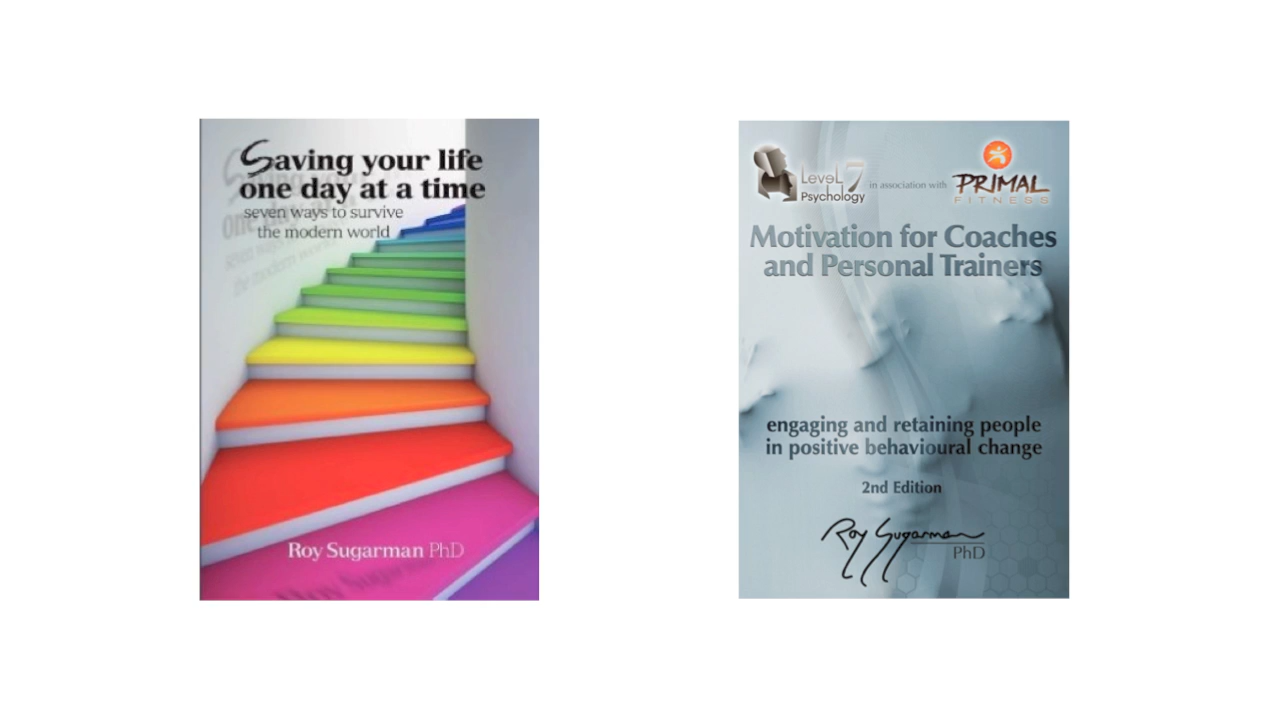 Saving your life
one day at a time
seven ways to survive
the modern world
Roy Sugarman PhD
Level 7
Psychology
in association with
PRIMAL
FITNESS
Motivation for Coaches
and Personal Trainers
engaging and retaining people
in positive behavioural change
2nd Edition
Roy Sugarman
PhD